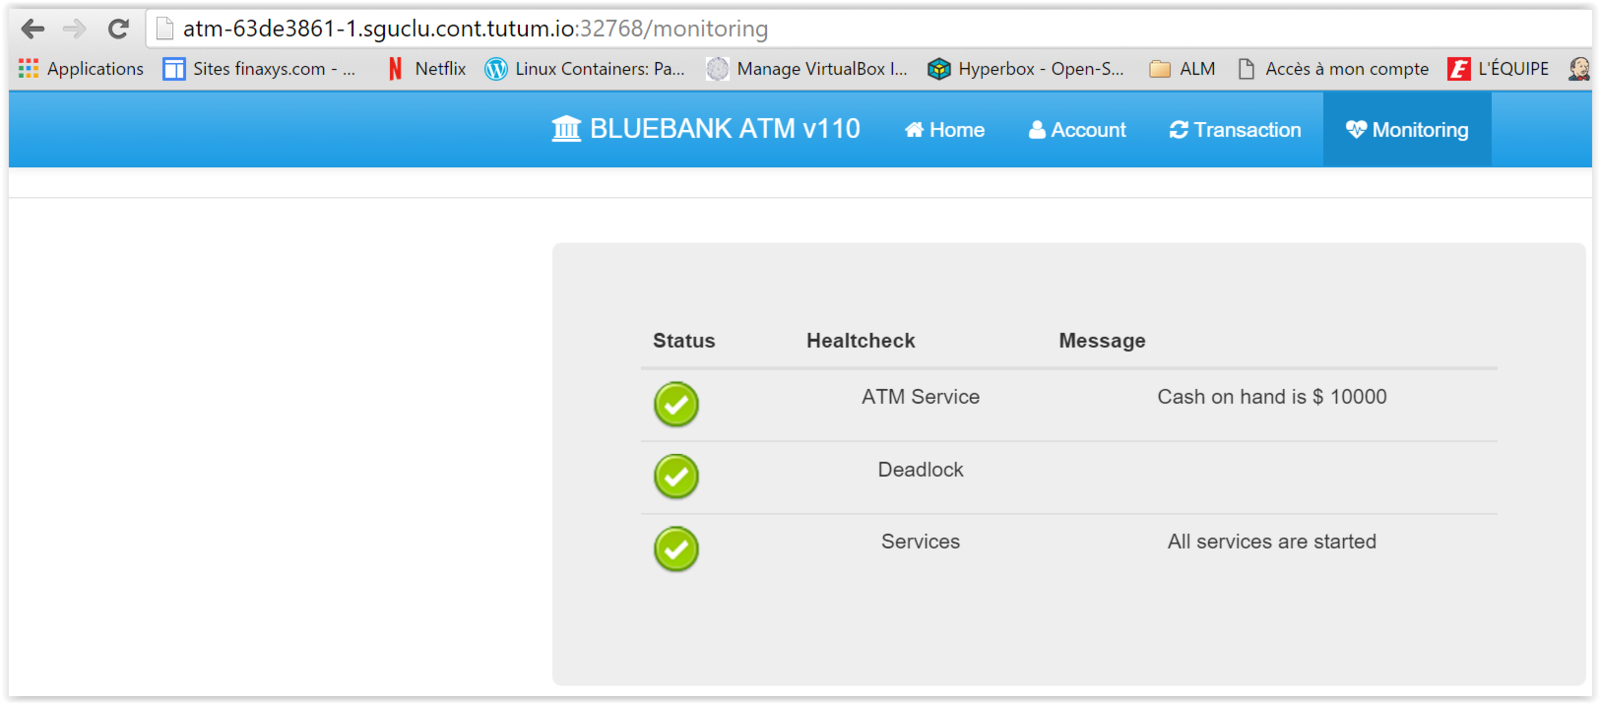 atm-63de3861-1.sguclu.cont.tutum.io:32768/monitoring
Applications Sites finaxys.com - ... Netflix Linux Containers: Pa... Manage VirtualBox I... Hyperbox - Open-S... ALM Accès à mon compte L'ÉQUIPE
BLUEBANK ATM v110 Home Account Transaction Monitoring
Status Healtcheck Message
ATM Service Cash on hand is $ 10000
Deadlock
Services All services are started